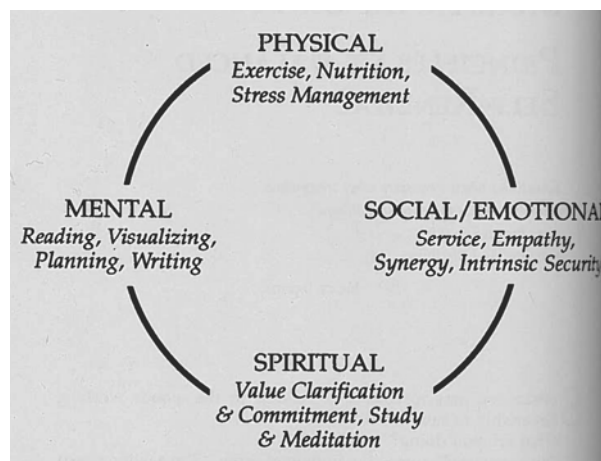 PHYSICAL
Exercise, Nutrition,
Stress Management
MENTAL
Reading, Visualizing,
Planning, Writing
SOCIAL/EMOTIONA
Service, Empathy,
Synergy, Intrinsic Security
SPIRITUAL
Value Clarification
& Commitment, Study
& Meditation